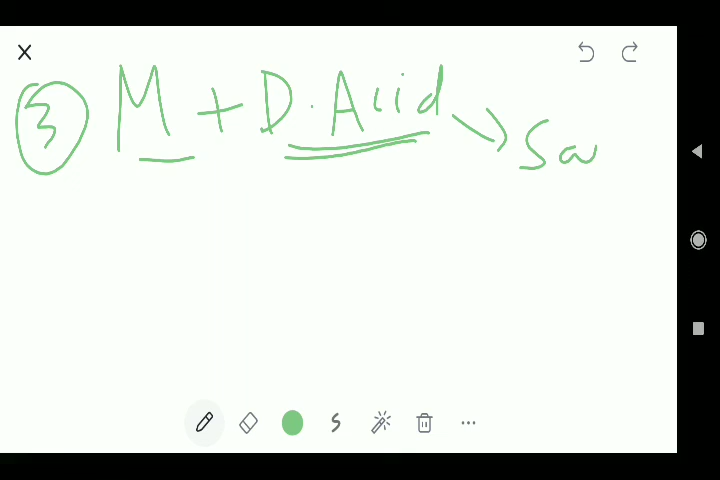 ③ M + D. Acid → Sa